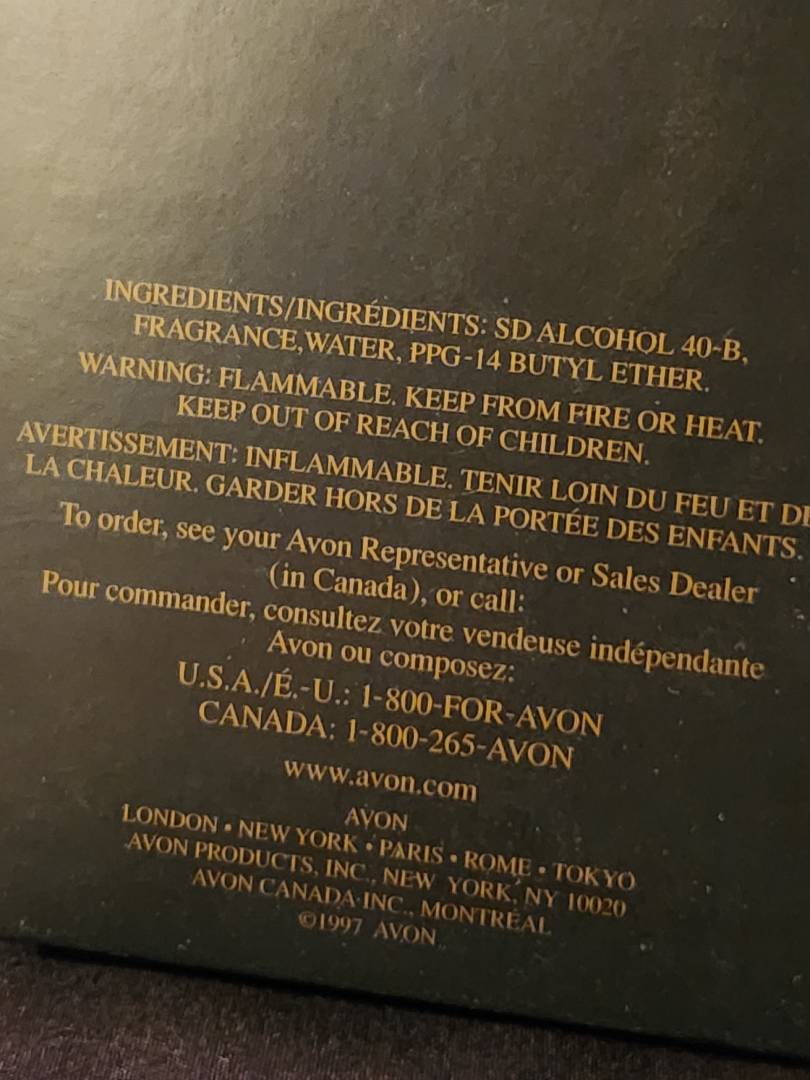 INGREDIENTS/INGRÉDIENTS: SD ALCOHOL 40-B,
FRAGRANCE, WATER, PPG-14 BUTYL ETHER.
WARNING: FLAMMABLE. KEEP FROM FIRE OR HEAT.
KEEP OUT OF REACH OF CHILDREN.
AVERTISSEMENT: INFLAMMABLE. TENIR LOIN DU FEU ET DE
LA CHALEUR. GARDER HORS DE LA PORTÉE DES ENFANTS.
To order, see your Avon Representative or Sales Dealer
(in Canada), or call:
Pour commander, consultez votre vendeuse indépendante
Avon ou composez:
U.S.A./É.-U.: 1-800-FOR-AVON
CANADA: 1-800-265-AVON
www.avon.com
AVON
LONDON • NEW YORK • PARIS • ROME • TOKYO
AVON PRODUCTS, INC., NEW YORK, NY 10020
AVON CANADA INC., MONTRÉAL
©1997 AVON